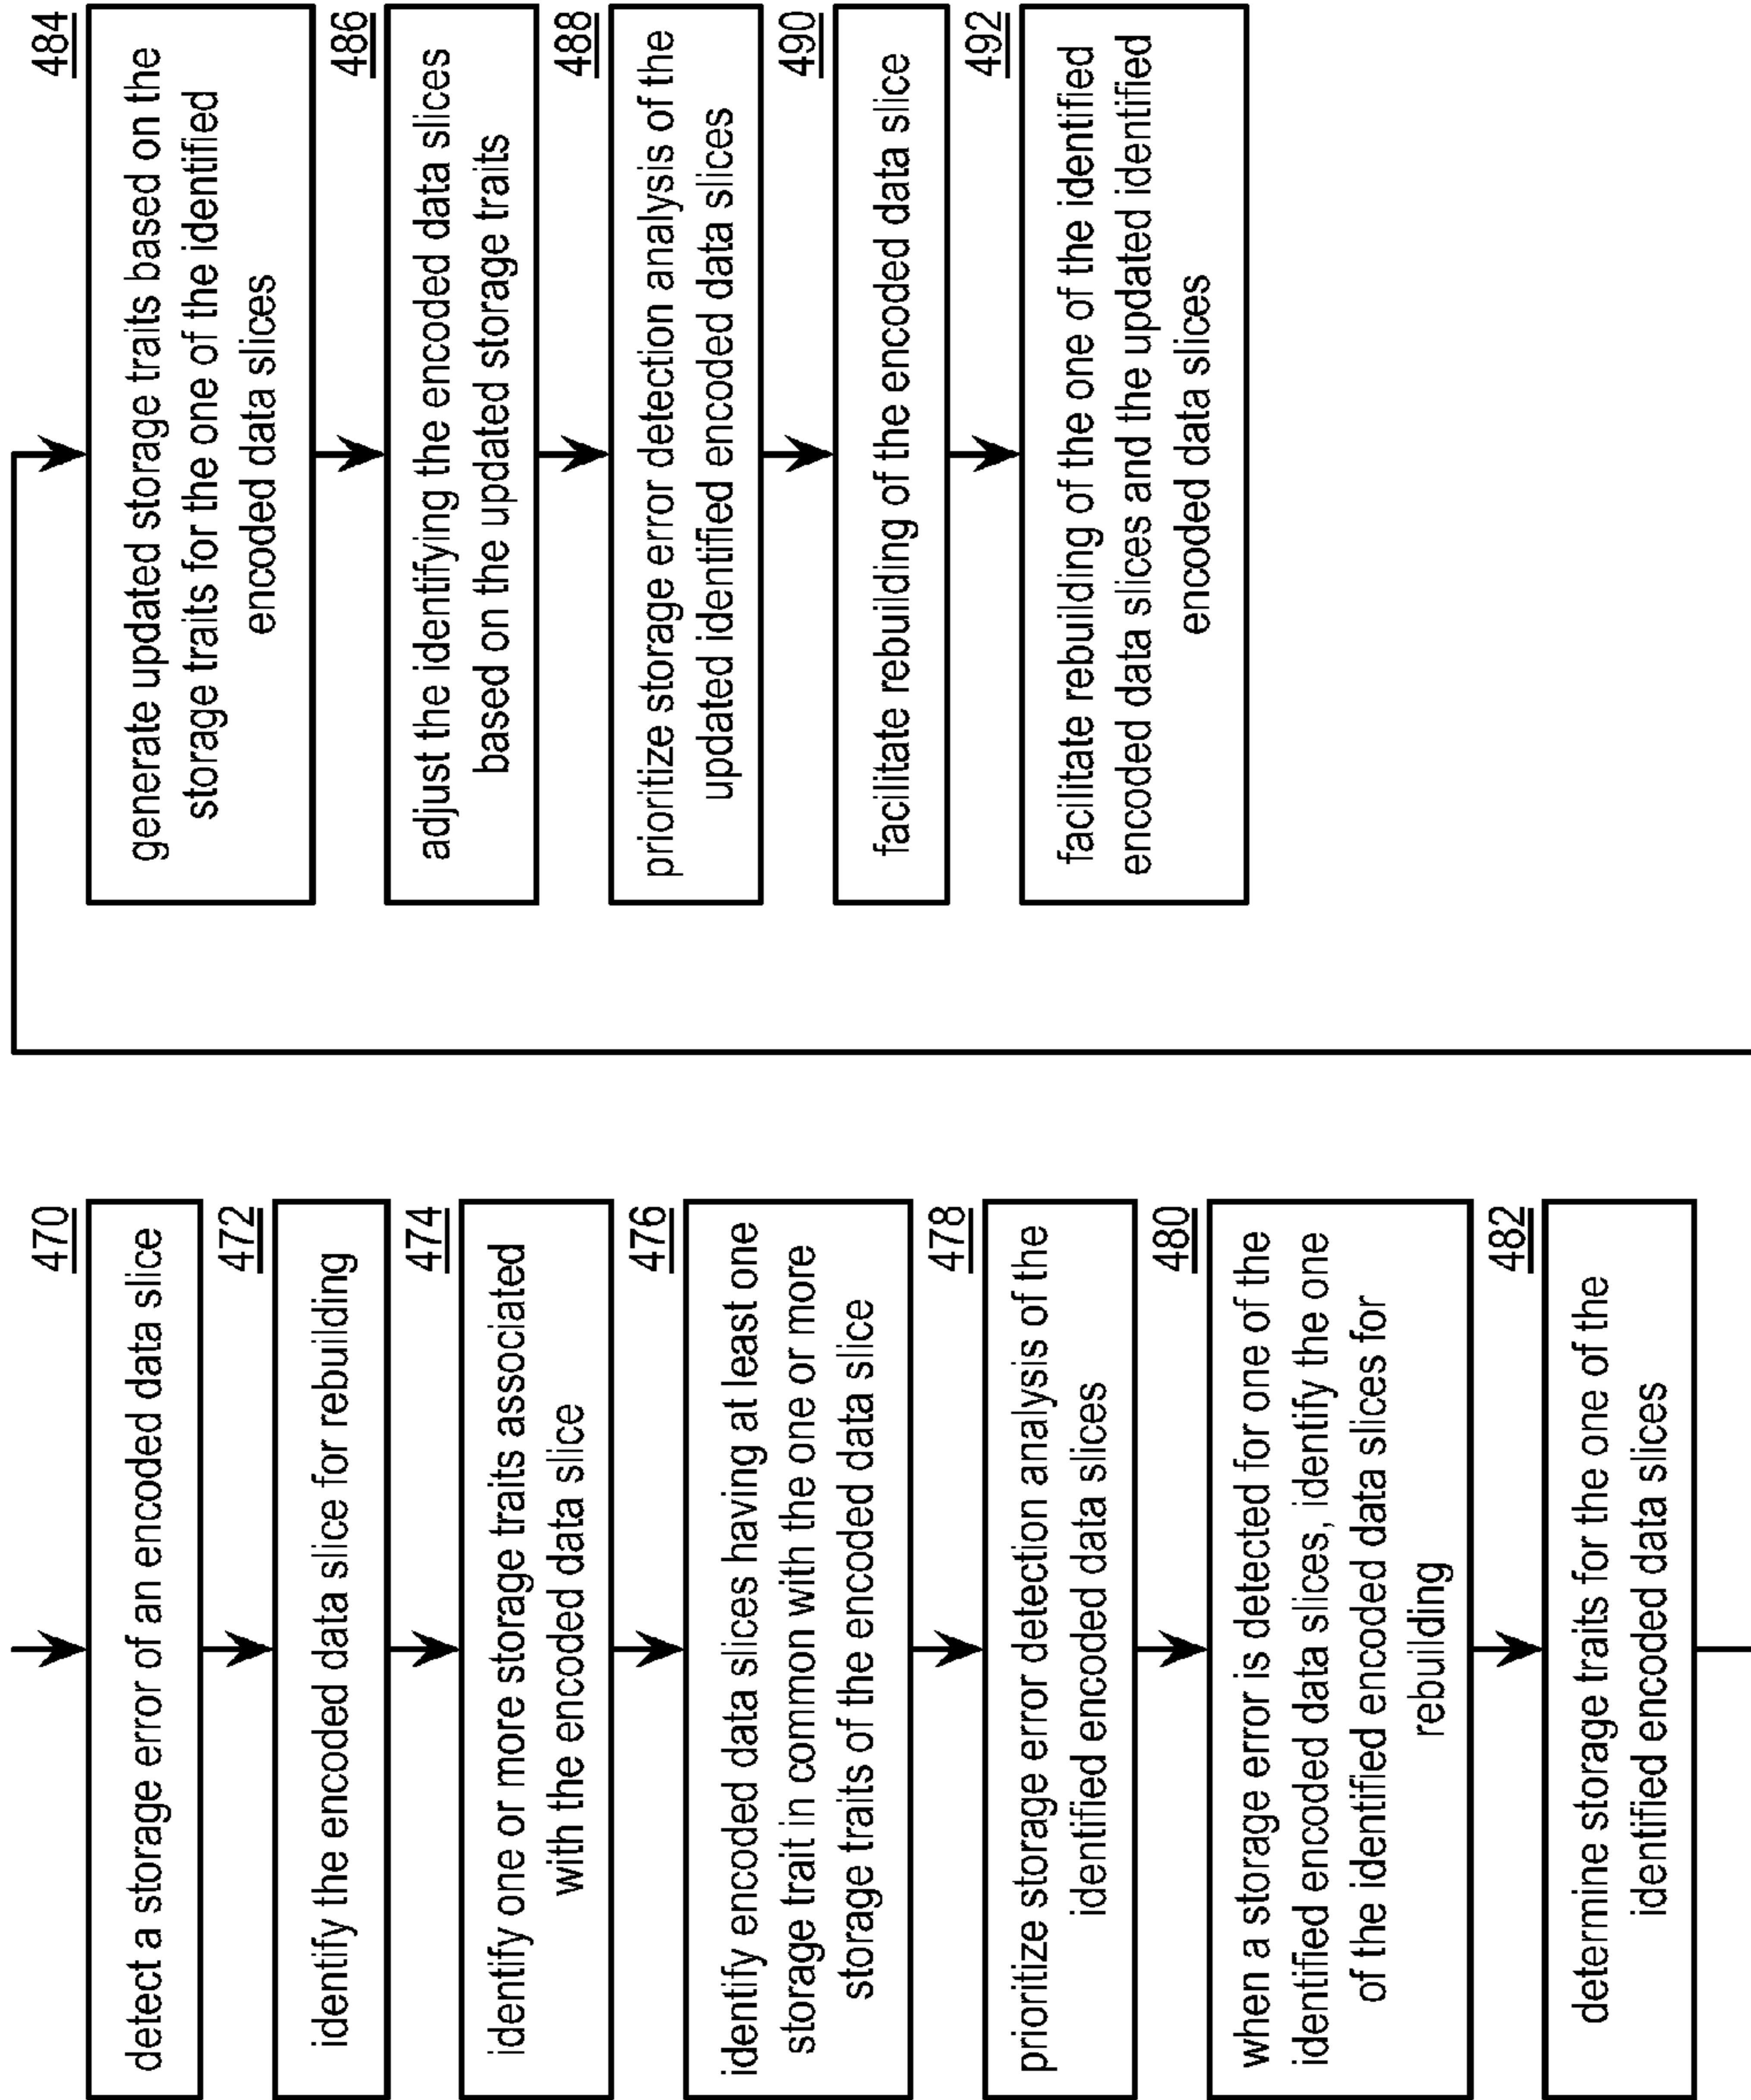 470
detect a storage error of an encoded data slice
472
identify the encoded data slice for rebuilding
474
identify one or more storage traits associated
with the encoded data slice
476
identify encoded data slices having at least one
storage trait in common with the one or more
storage traits of the encoded data slice
478
prioritize storage error detection analysis of the
identified encoded data slices
480
when a storage error is detected for one of the
identified encoded data slices, identify the one
of the identified encoded data slices for
rebuilding
482
determine storage traits for the one of the
identified encoded data slices
484
generate updated storage traits based on the
storage traits for the one of the identified
encoded data slices
486
adjust the identifying the encoded data slices
based on the updated storage traits
488
prioritize storage error detection analysis of the
updated identified encoded data slices
490
facilitate rebuilding of the encoded data slice
492
facilitate rebuilding of the one of the identified
encoded data slices and the updated identified
encoded data slices